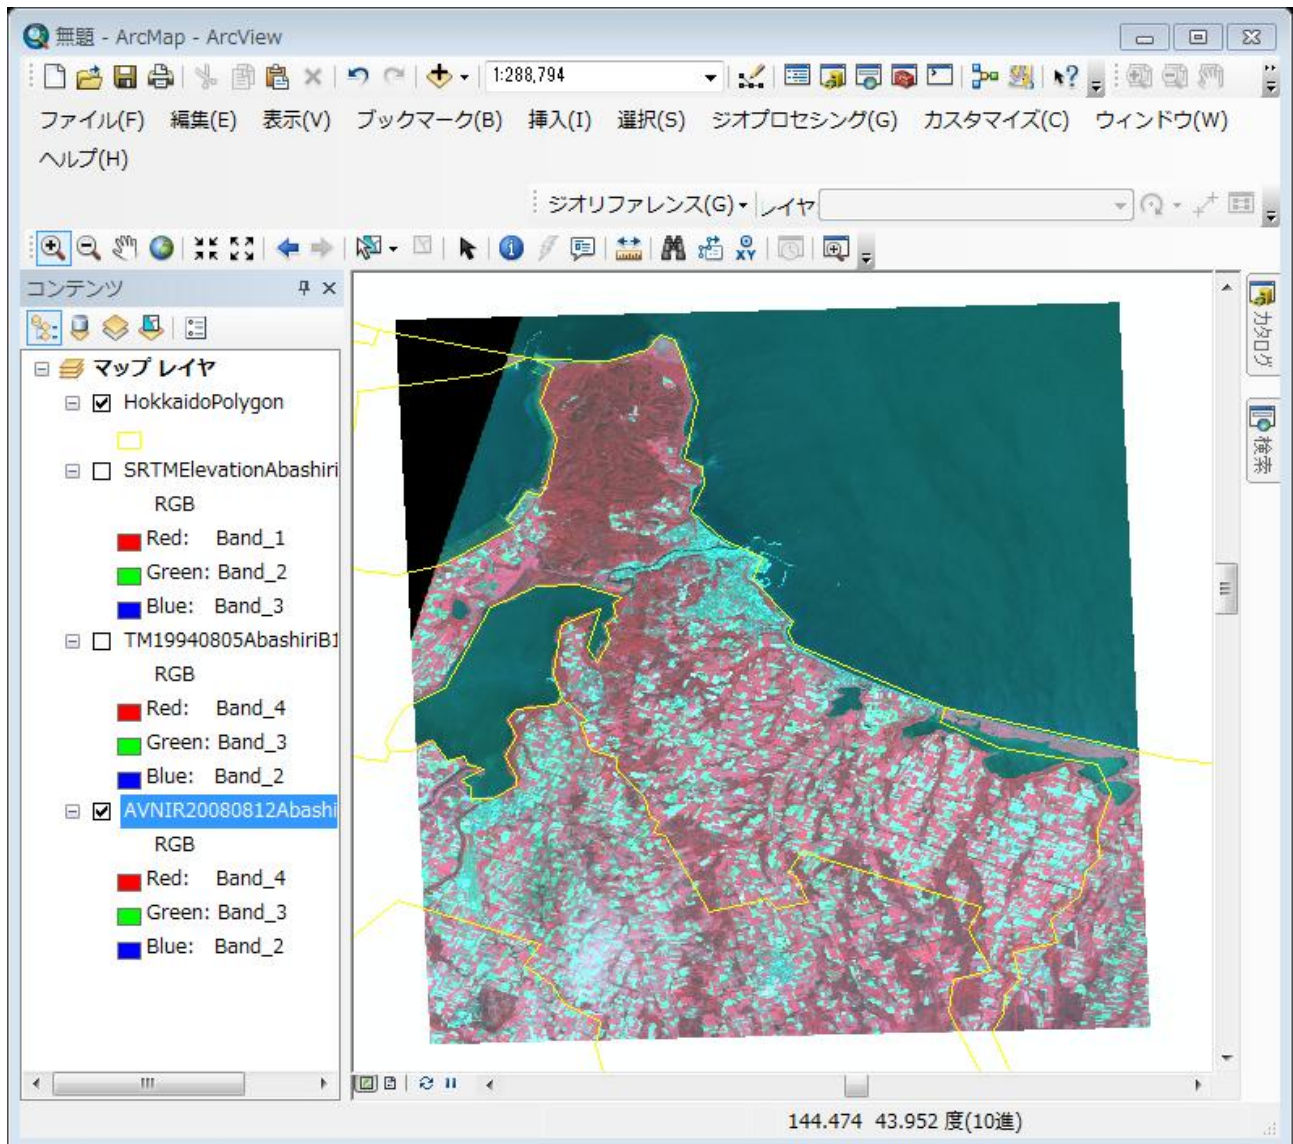 無題 - ArcMap - ArcView
1:288,794
ファイル(F) 編集(E) 表示(V) ブックマーク(B) 挿入(I) 選択(S) ジオプロセシング(G) カスタマイズ(C) ウィンドウ(W)
ヘルプ(H)
ジオリファレンス(G) レイヤ
コンテンツ
マップ レイヤ
HokkaidoPolygon
SRTMElevationAbashiri
RGB
Red: Band_1
Green: Band_2
Blue: Band_3
TM19940805AbashiriB1
RGB
Red: Band_4
Green: Band_3
Blue: Band_2
AVNIR20080812Abashi
RGB
Red: Band_4
Green: Band_3
Blue: Band_2
カタログ
検索
144.474 43.952 度(10進)